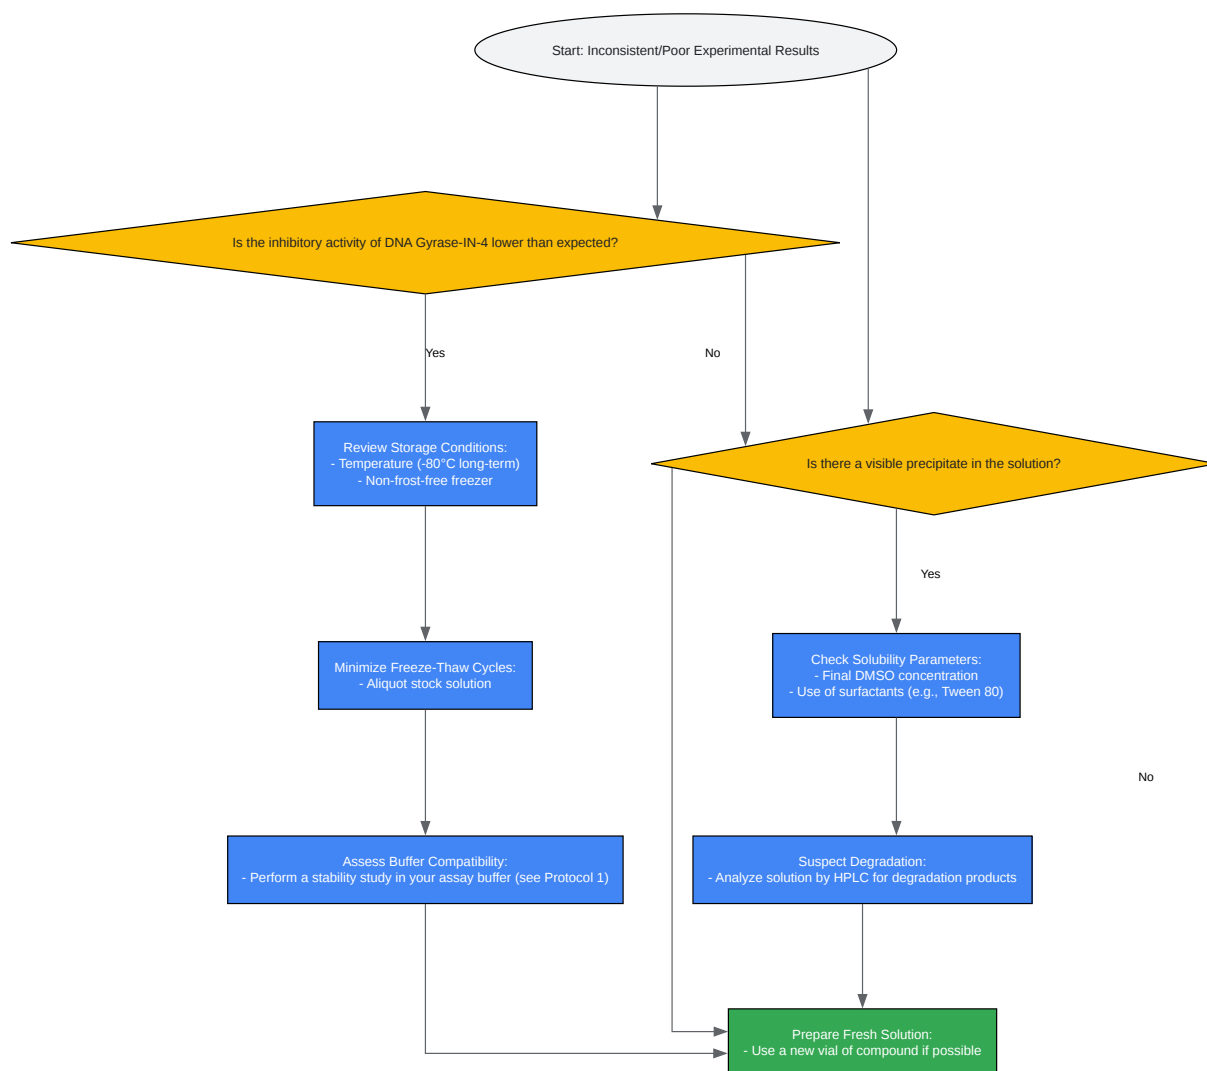 Start: Inconsistent/Poor Experimental Results
Is the inhibitory activity of DNA Gyrase-IN-4 lower than expected?
Yes
No
Review Storage Conditions:
- Temperature (-80°C long-term)
- Non-frost-free freezer
Is there a visible precipitate in the solution?
Yes
Minimize Freeze-Thaw Cycles:
- Aliquot stock solution
Check Solubility Parameters:
- Final DMSO concentration
- Use of surfactants (e.g., Tween 80)
No
Assess Buffer Compatibility:
- Perform a stability study in your assay buffer (see Protocol 1)
Suspect Degradation:
- Analyze solution by HPLC for degradation products
Prepare Fresh Solution:
- Use a new vial of compound if possible